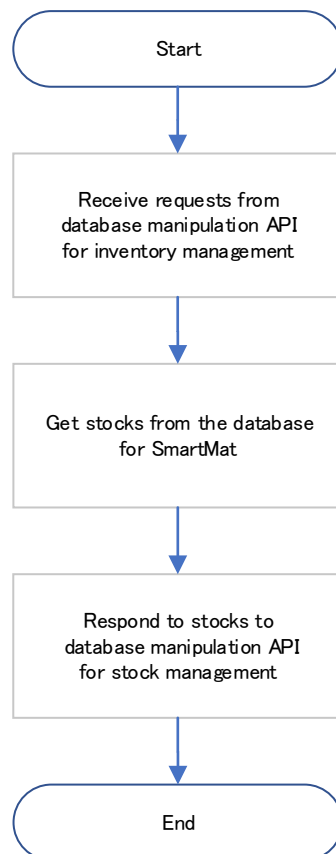 Start
Receive requests from
database manipulation API
for inventory management
Get stocks from the database
for SmartMat
Respond to stocks to
database manipulation API
for stock management
End